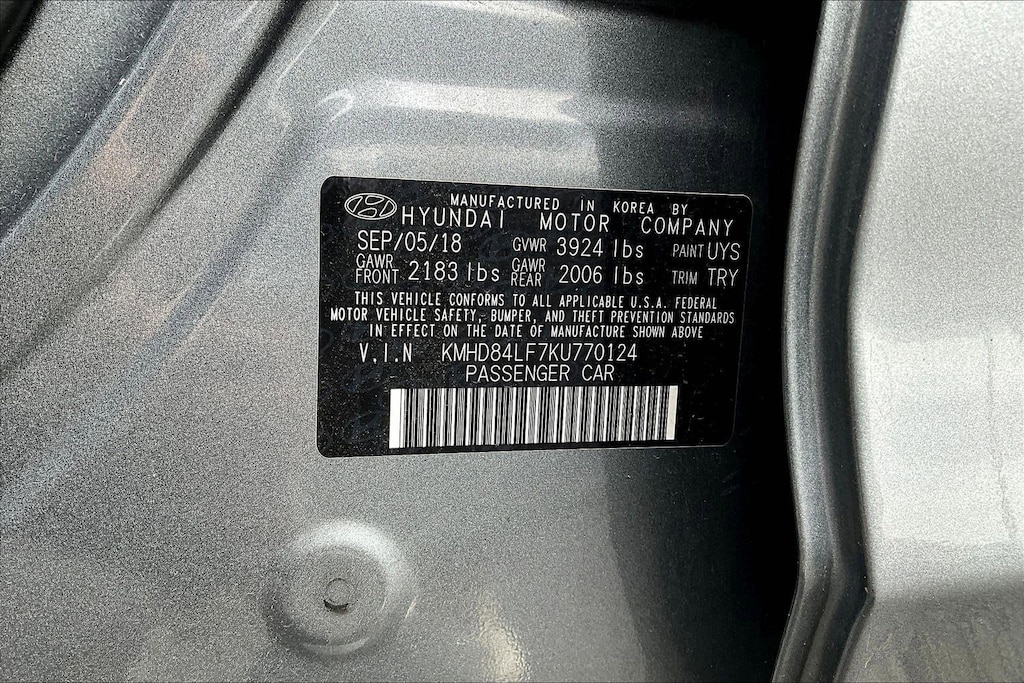 MANUFACTURED IN KOREA BY
HYUNDAI MOTOR COMPANY
SEP/05/18 GVWR 3924 lbs PAINT UYS
GAWR FRONT 2183 lbs GAWR REAR 2006 lbs TRIM TRY
THIS VEHICLE CONFORMS TO ALL APPLICABLE U.S.A. FEDERAL
MOTOR VEHICLE SAFETY, BUMPER, AND THEFT PREVENTION STANDARDS
IN EFFECT ON THE DATE OF MANUFACTURE SHOWN ABOVE
V.I.N KMHD84LF7KU770124
PASSENGER CAR